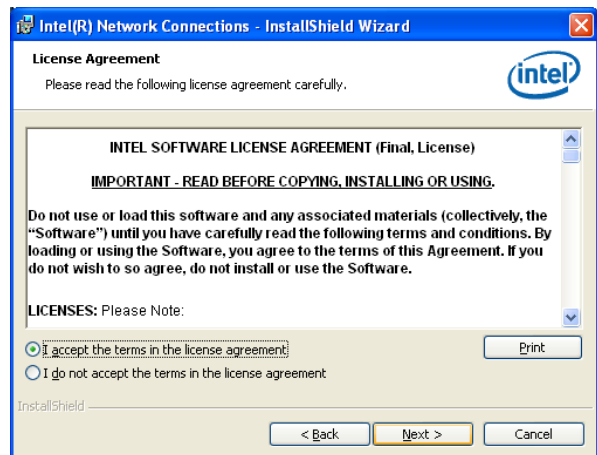 Intel(R) Network Connections - InstallShield Wizard
License Agreement
Please read the following license agreement carefully.
intel
INTEL SOFTWARE LICENSE AGREEMENT (Final, License)
IMPORTANT - READ BEFORE COPYING, INSTALLING OR USING.
Do not use or load this software and any associated materials (collectively, the
“Software”) until you have carefully read the following terms and conditions. By
loading or using the Software, you agree to the terms of this Agreement. If you
do not wish to so agree, do not install or use the Software.
LICENSES: Please Note:
I accept the terms in the license agreement
Print
I do not accept the terms in the license agreement
InstallShield
< Back
Next >
Cancel